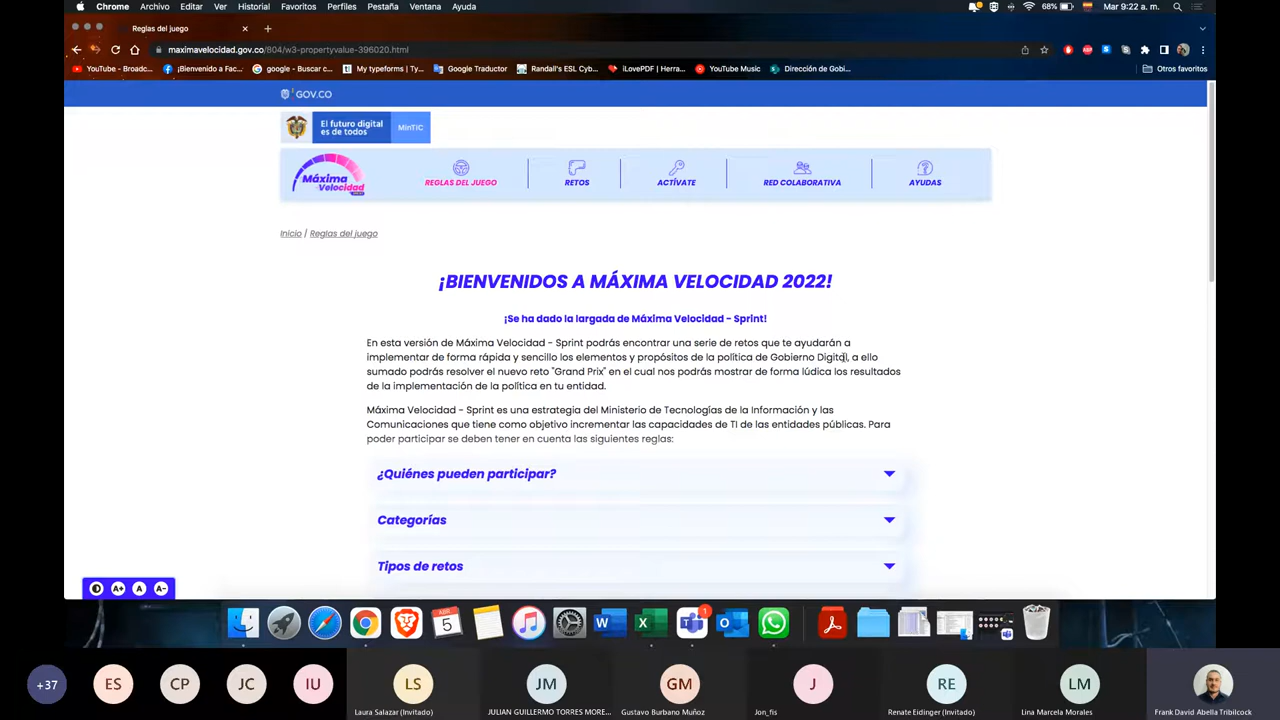 Chrome Archivo Editar Ver Historial Favoritos Perfiles Pestaña Ventana Ayuda 68% Mar 9:22 a. m.
Reglas del juego
maximavelocidad.gov.co/804/w3-propertyvalue-396020.html
YouTube - Broadc... ¡Bienvenido a Fac... google - Buscar c... My typeforms | Ty... Google Traductor Randall's ESL Cyb... iLovePDF | Herra... YouTube Music Dirección de Gobi... Otros favoritos
GOV.CO
El futuro digital
es de todos
MinTIC
Máxima
Velocidad
REGLAS DEL JUEGO RETOS ACTÍVATE RED COLABORATIVA AYUDAS
Inicio / Reglas del juego
¡BIENVENIDOS A MÁXIMA VELOCIDAD 2022!
¡Se ha dado la largada de Máxima Velocidad - Sprint!
En esta versión de Máxima Velocidad - Sprint podrás encontrar una serie de retos que te ayudarán a
implementar de forma rápida y sencillo los elementos y propósitos de la política de Gobierno Digital, a ello
sumado podrás resolver el nuevo reto "Grand Prix" en el cual nos podrás mostrar de forma lúdica los resultados
de la implementación de la política en tu entidad.
Máxima Velocidad - Sprint es una estrategia del Ministerio de Tecnologías de la Información y las
Comunicaciones que tiene como objetivo incrementar las capacidades de TI de las entidades públicas. Para
poder participar se deben tener en cuenta las siguientes reglas:
¿Quiénes pueden participar?
Categorías
Tipos de retos
A+ A A-
ABR
5
1
+37 ES CP JC IU LS JM GM J RE LM
Laura Salazar (Invitado) JULIAN GUILLERMO TORRES MORE... Gustavo Burbano Muñoz Jon_fis Renate Eidinger (Invitado) Lina Marcela Morales Frank David Abella Tribilcock